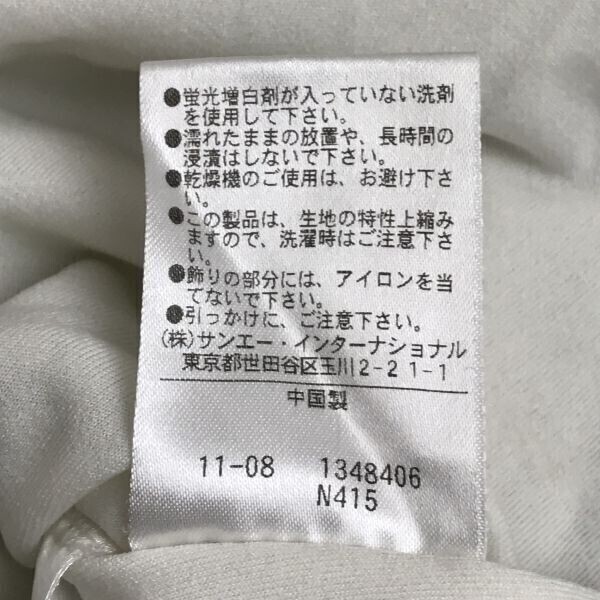 ●蛍光増白剤が入っていない洗剤
を使用して下さい。
●濡れたままの放置や、長時間の
浸漬はしないで下さい。
●乾燥機のご使用は、お避け下さ
い。
●この製品は、生地の特性上縮み
ますので、洗濯時はご注意下さ
い。
●飾りの部分には、アイロンを当
てないで下さい。
●引っかけに、ご注意下さい。
(株)サンエー・インターナショナル
東京都世田谷区玉川2-21-1
中国製
11-08 1348406
N415